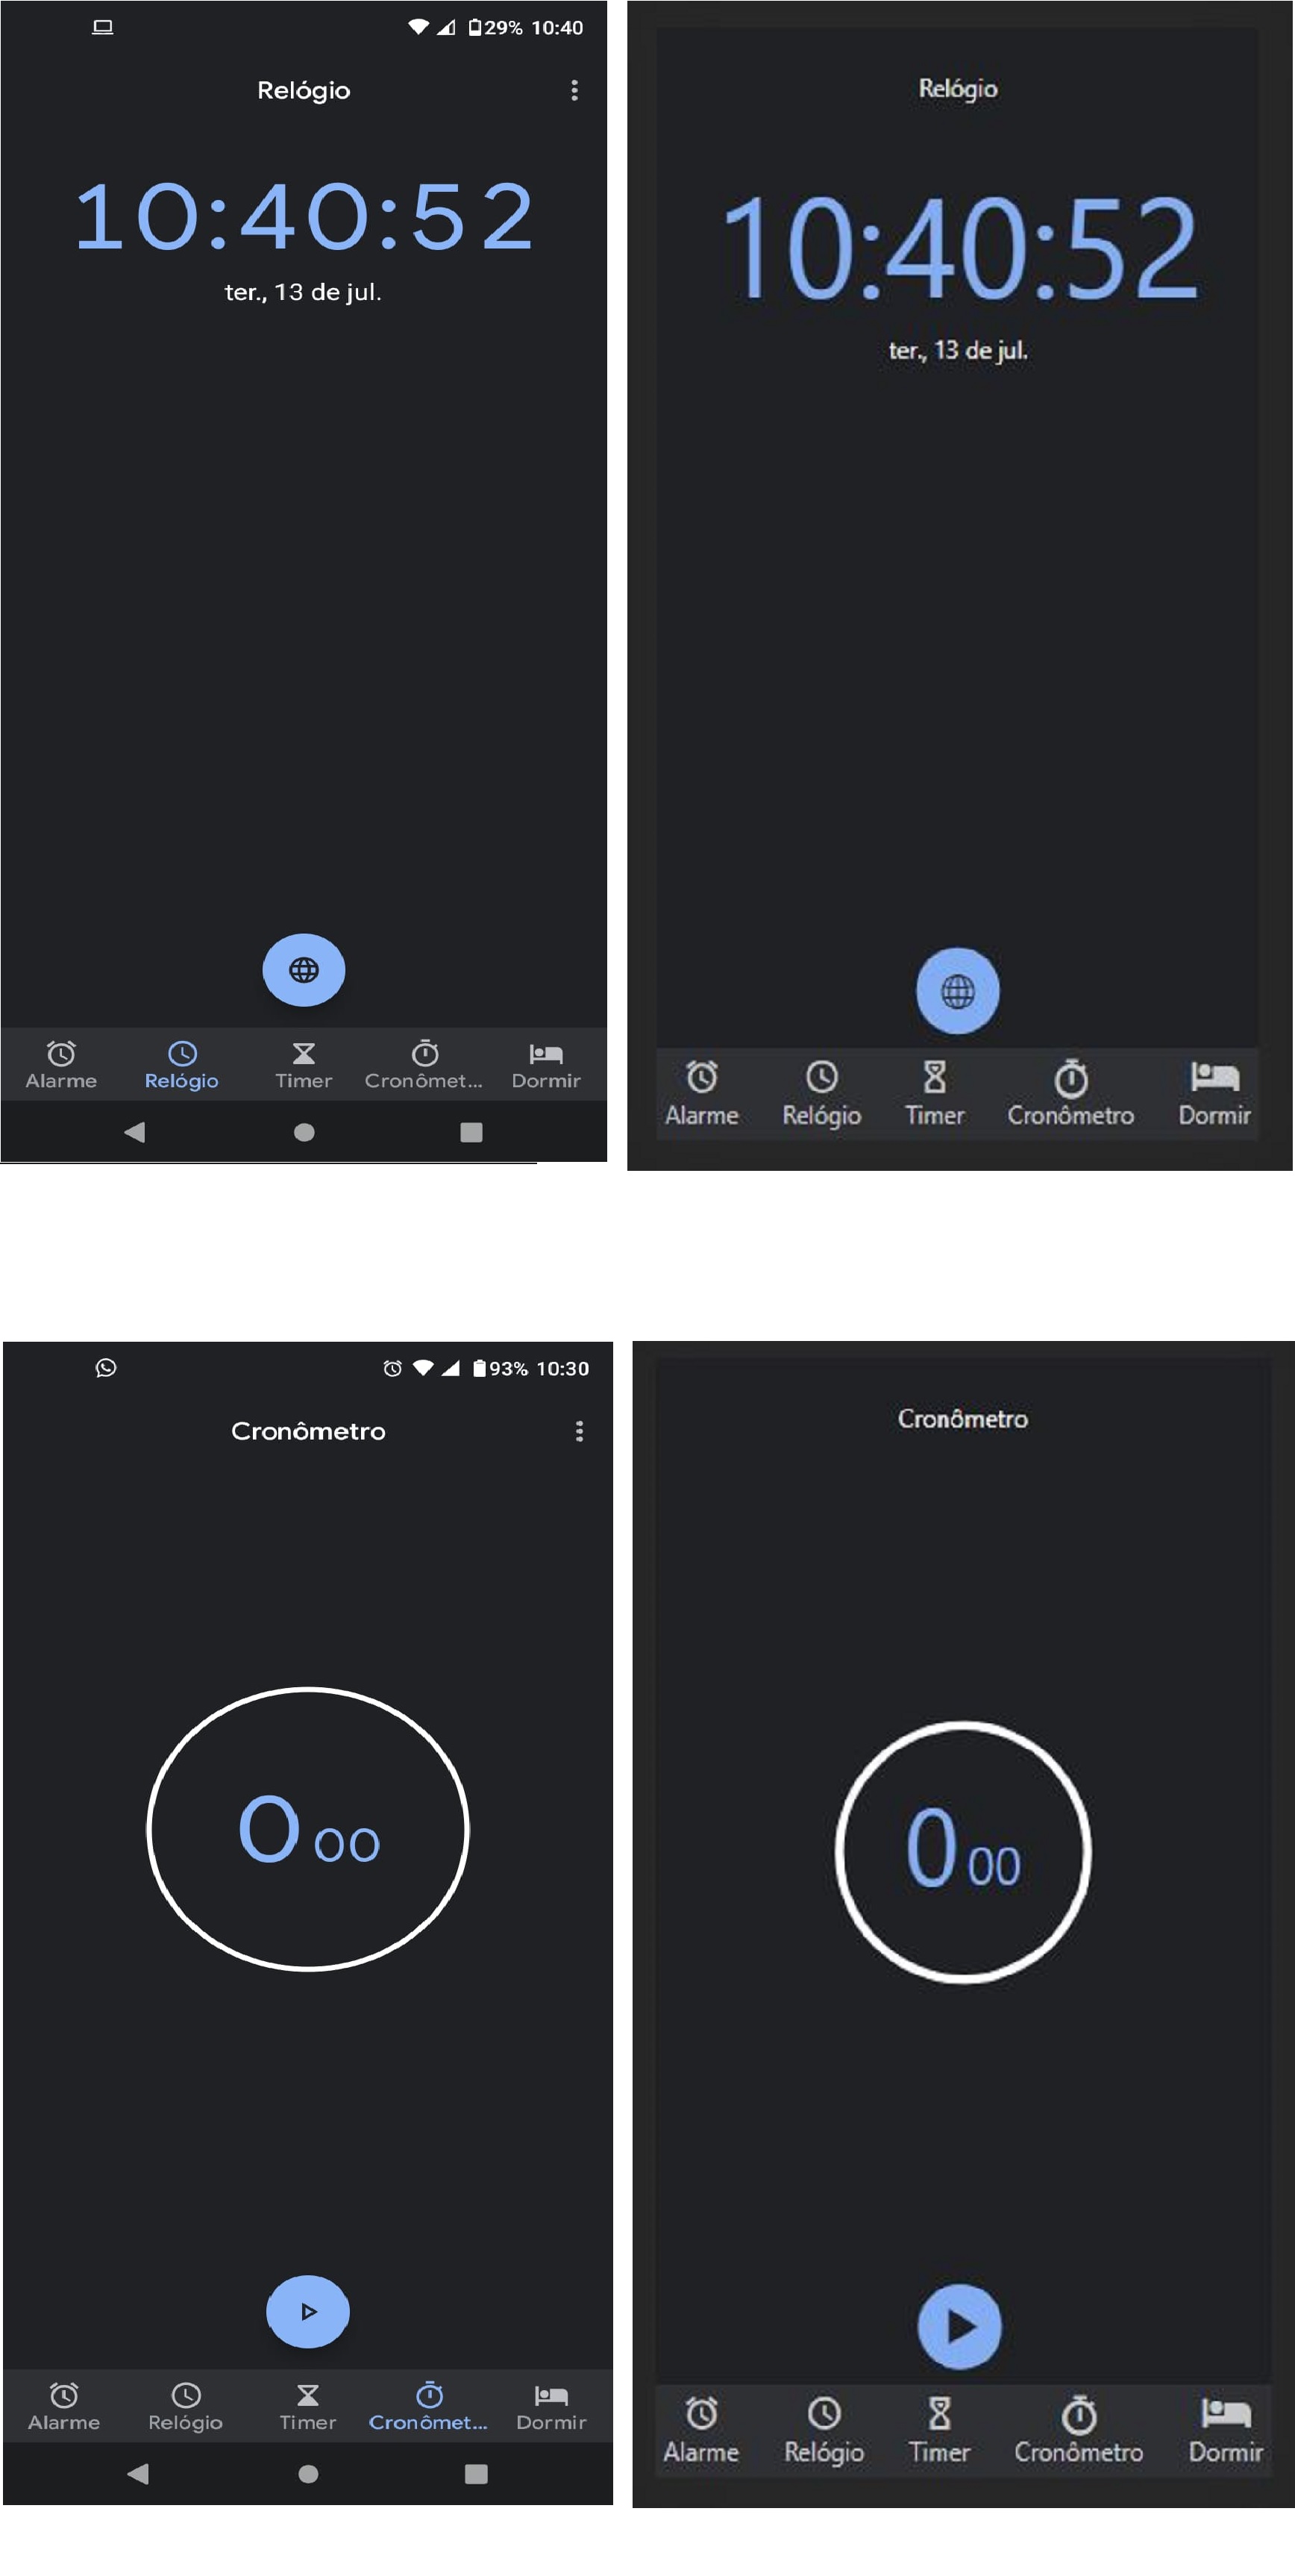 29% 10:40
Relógio
10:40:52
ter., 13 de jul.
Alarme Relógio Timer Cronômet... Dormir
Relógio
10:40:52
ter., 13 de jul.
Alarme Relógio Timer Cronômetro Dormir
93% 10:30
Cronômetro
0 00
Alarme Relógio Timer Cronômet... Dormir
Cronômetro
0 00
Alarme Relógio Timer Cronômetro Dormir